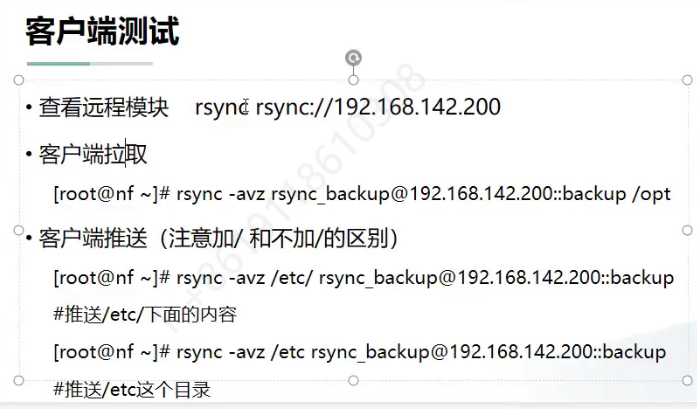 客户端测试
• 查看远程模块 rsync rsync://192.168.142.200
• 客户端拉取
[root@nf ~]# rsync -avz rsync_backup@192.168.142.200::backup /opt
• 客户端推送（注意加/ 和不加/的区别）
[root@nf ~]# rsync -avz /etc/ rsync_backup@192.168.142.200::backup
#推送/etc/下面的内容
[root@nf ~]# rsync -avz /etc rsync_backup@192.168.142.200::backup
#推送/etc这个目录